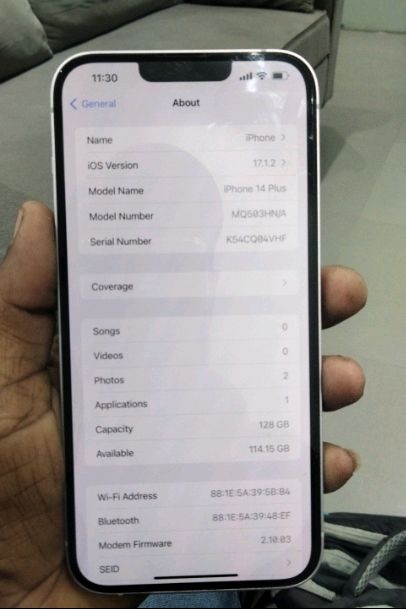 11:30
General
About
Name iPhone
iOS Version 17.1.2
Model Name iPhone 14 Plus
Model Number MQ503HN/A
Serial Number K54CQ04VHF
Coverage
Songs 0
Videos 0
Photos 2
Applications 1
Capacity 128 GB
Available 114.15 GB
Wi-Fi Address 88:1E:5A:39:5B:B4
Bluetooth 88:1E:5A:39:48:EF
Modem Firmware 2.10.03
SEID